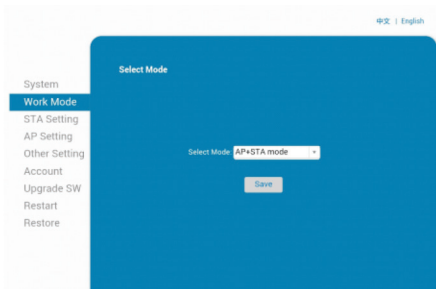 中文 | English
Select Mode
System
Work Mode
STA Setting
AP Setting
Other Setting
Account
Upgrade SW
Restart
Restore
Select Mode: AP+STA mode
Save